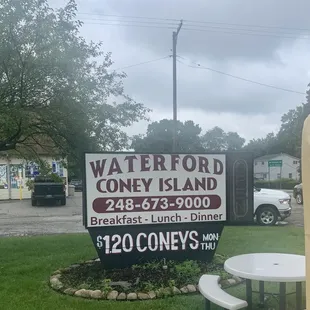 WATERFORD
CONEY ISLAND
248-673-9000
Breakfast - Lunch - Dinner
$1.20 CONEYS MON THU